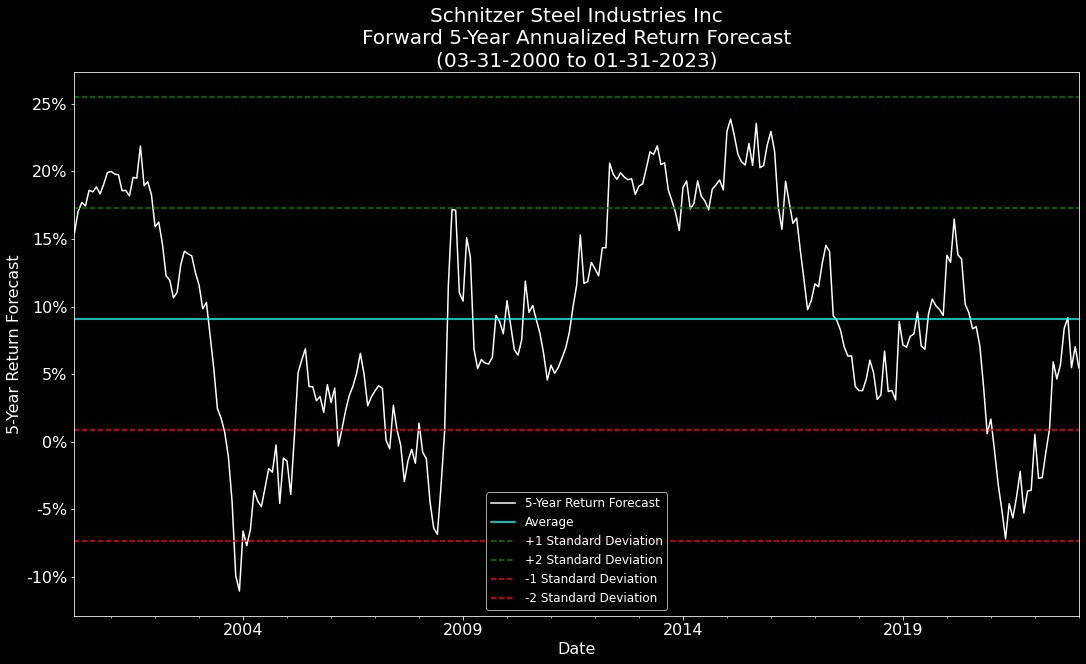 Schnitzer Steel Industries Inc
Forward 5-Year Annualized Return Forecast
(03-31-2000 to 01-31-2023)
5-Year Return Forecast
25%
20%
15%
10%
5%
0%
-5%
-10%
5-Year Return Forecast
Average
+1 Standard Deviation
+2 Standard Deviation
-1 Standard Deviation
-2 Standard Deviation
2004 2009 2014 2019
Date